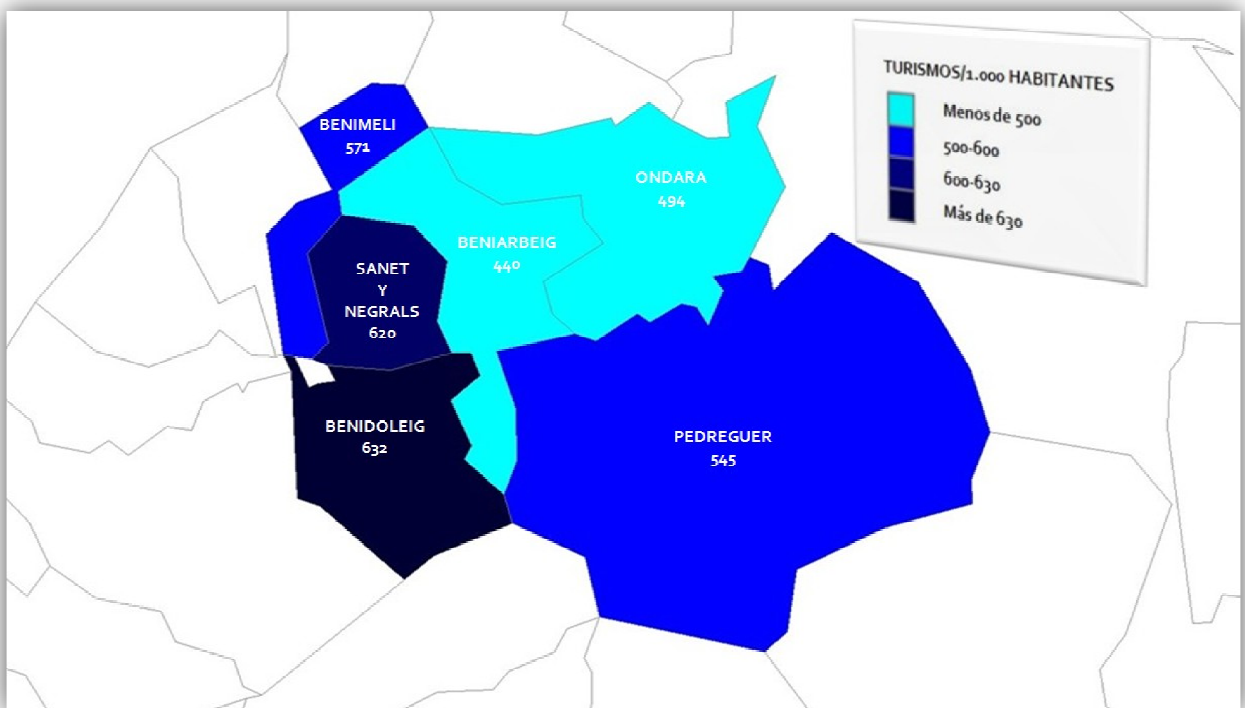 TURISMOS/1.000 HABITANTES
Menos de 500
500-600
600-630
Más de 630
BENIMELI
571
ONDARA
494
BENIARBEIG
440
SANET
Y
NEGRALS
620
BENIDOLEIG
632
PEDREGUER
545